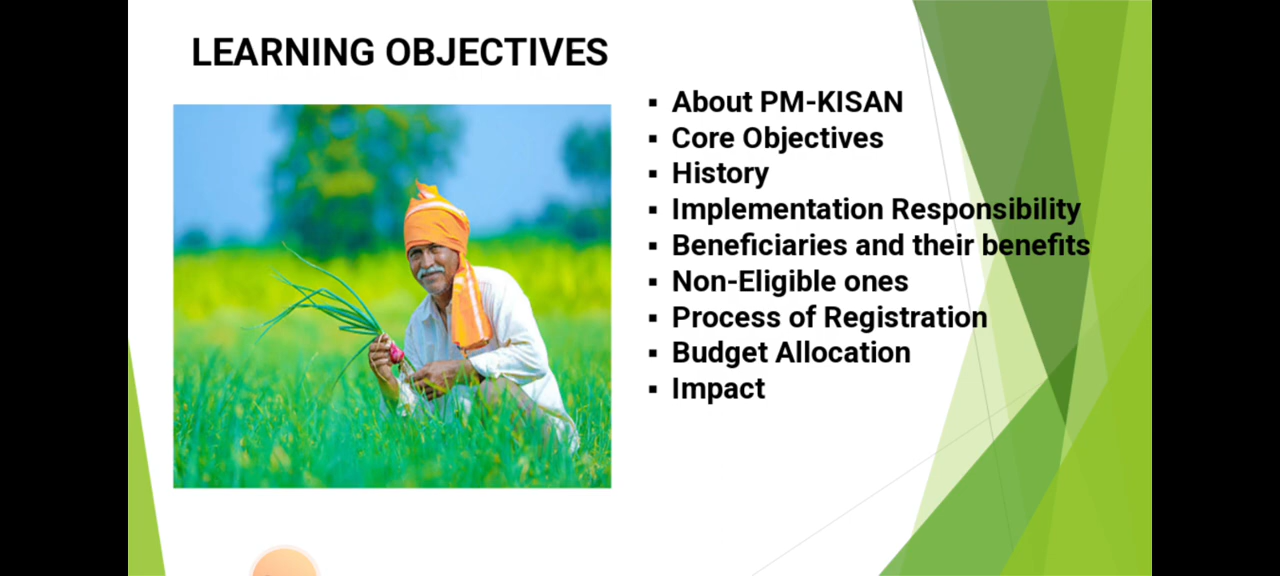 LEARNING OBJECTIVES
▪ About PM-KISAN
▪ Core Objectives
▪ History
▪ Implementation Responsibility
▪ Beneficiaries and their benefits
▪ Non-Eligible ones
▪ Process of Registration
▪ Budget Allocation
▪ Impact